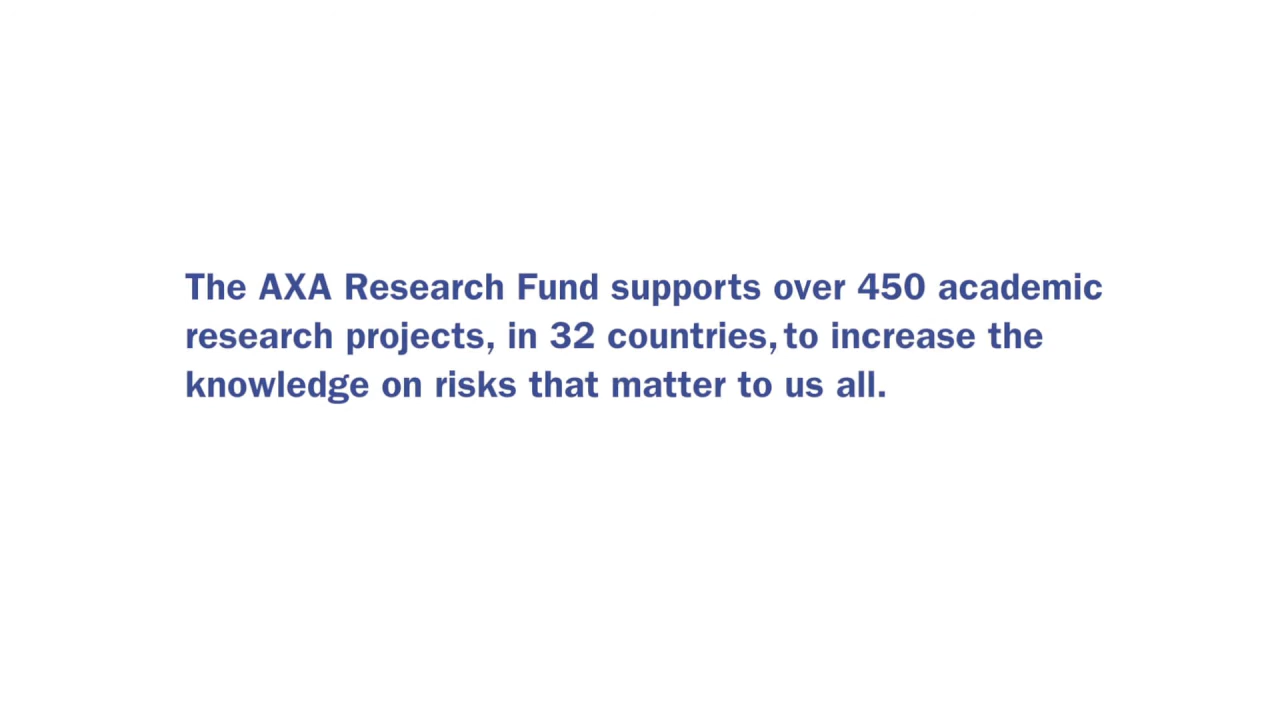 The AXA Research Fund supports over 450 academic
research projects, in 32 countries, to increase the
knowledge on risks that matter to us all.